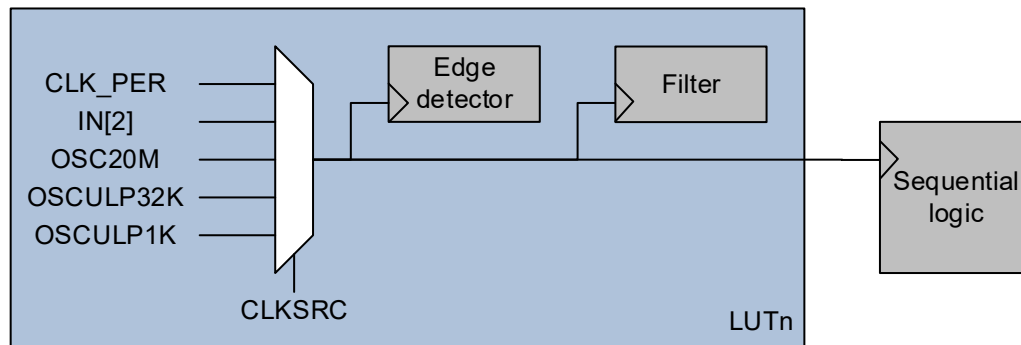 CLK_PER
IN[2]
OSC20M
OSCULP32K
OSCULP1K
CLKSRC
Edge
detector
Filter
Sequential
logic
LUTn